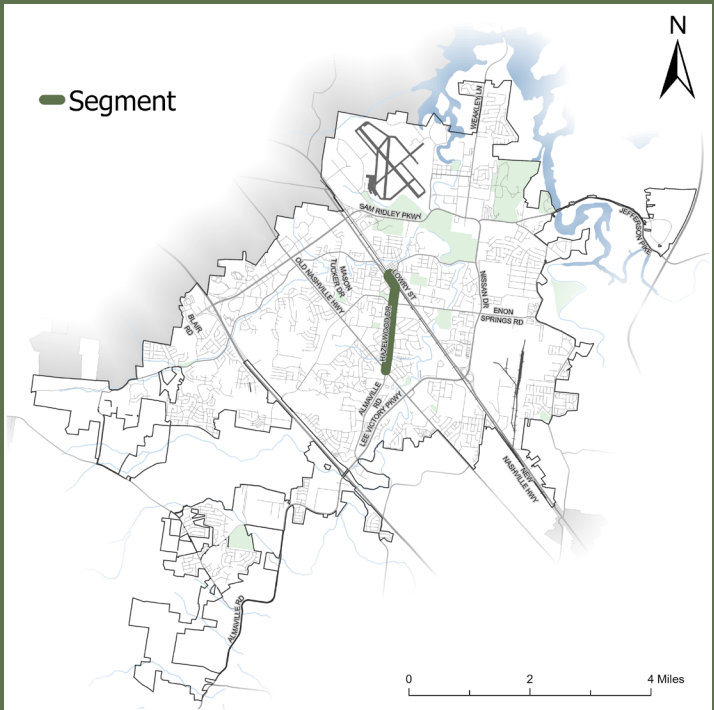 N
Segment
WEAKLEY LN
SAM RIDLEY PKWY
JEFFERSON PIKE
LOWRY ST
MASON
TUCKER DR
OLD NASHVILLE HWY
NISSAN DR
ENON
SPRINGS RD
HAZELWOOD DR
BLAIR
RD
ALMAVILLE
RD
LEE VICTORY PKWY
NEW
NASHVILLE HWY
ALMAVILLE RD
0 2 4 Miles